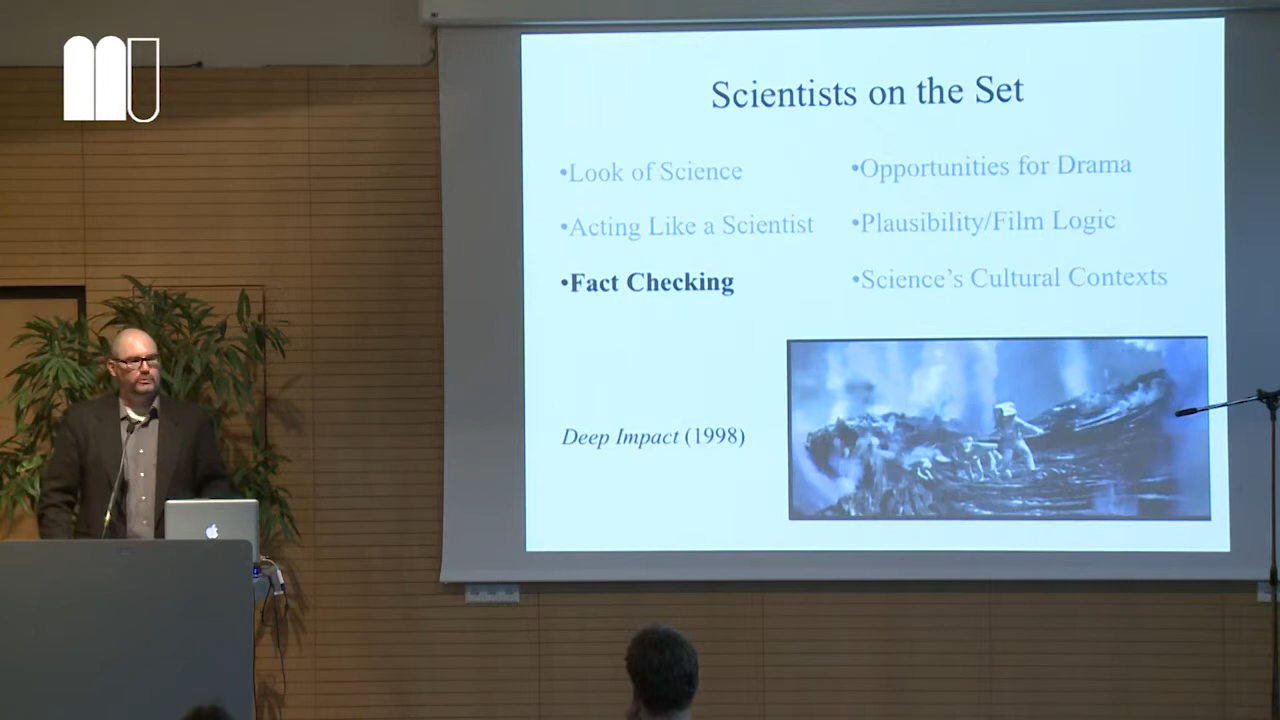 MU
Scientists on the Set
•Look of Science
•Acting Like a Scientist
•Fact Checking
•Opportunities for Drama
•Plausibility/Film Logic
•Science's Cultural Contexts
Deep Impact (1998)